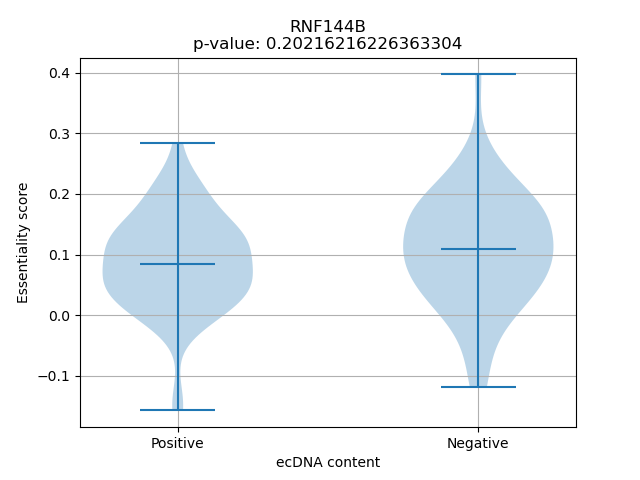 RNF144B
p-value: 0.20216216226363304
0.4
0.3
0.2
0.1
0.0
−0.1
Essentiality score
Positive
Negative
ecDNA content